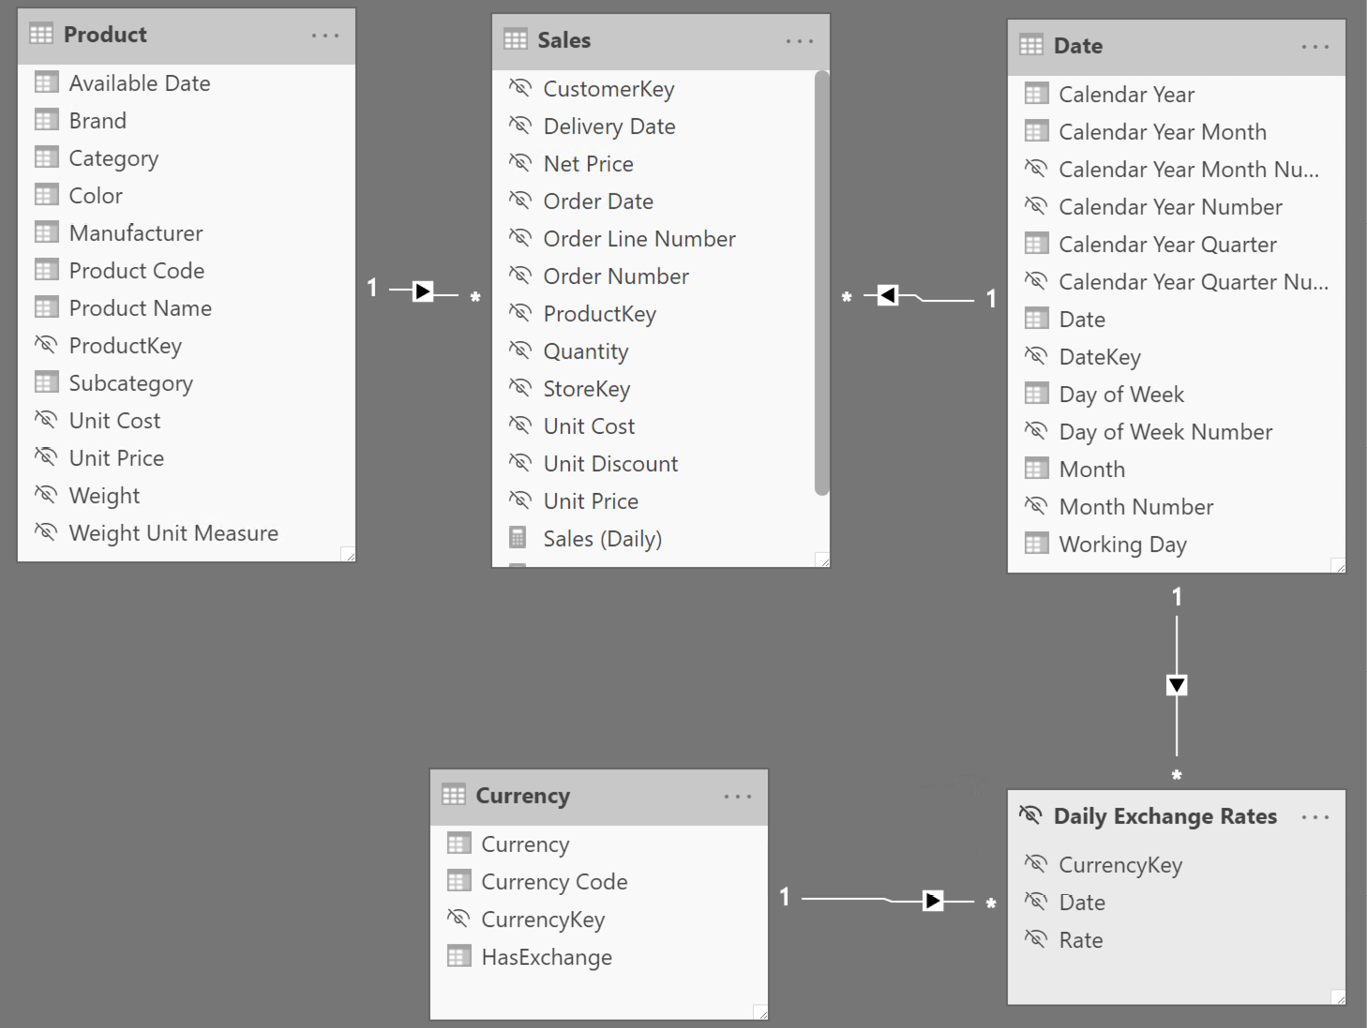 Product
Available Date
Brand
Category
Color
Manufacturer
Product Code
Product Name
ProductKey
Subcategory
Unit Cost
Unit Price
Weight
Weight Unit Measure
1
*
Sales
CustomerKey
Delivery Date
Net Price
Order Date
Order Line Number
Order Number
ProductKey
Quantity
StoreKey
Unit Cost
Unit Discount
Unit Price
Sales (Daily)
*
1
Date
Calendar Year
Calendar Year Month
Calendar Year Month Nu...
Calendar Year Number
Calendar Year Quarter
Calendar Year Quarter Nu...
Date
DateKey
Day of Week
Day of Week Number
Month
Month Number
Working Day
1
*
Currency
Currency
Currency Code
CurrencyKey
HasExchange
1
*
Daily Exchange Rates
CurrencyKey
Date
Rate